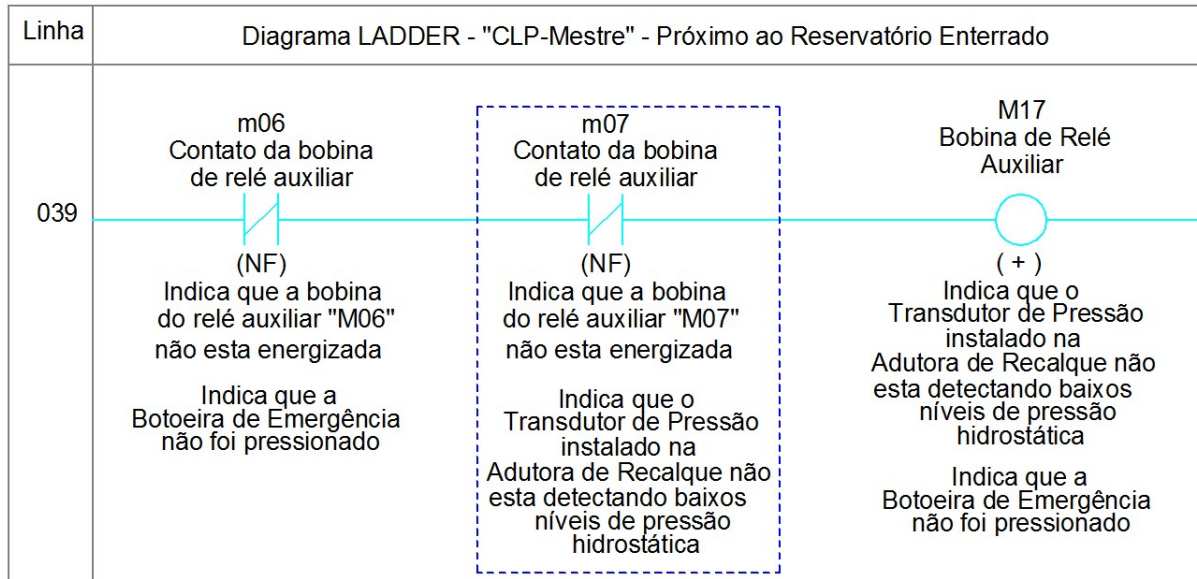 Linha
Diagrama LADDER - "CLP-Mestre" - Próximo ao Reservatório Enterrado
039
m06
Contato da bobina
de relé auxiliar
(NF)
Indica que a bobina
do relé auxiliar "M06"
não esta energizada
Indica que a
Botoeira de Emergência
não foi pressionado
m07
Contato da bobina
de relé auxiliar
(NF)
Indica que a bobina
do relé auxiliar "M07"
não esta energizada
Indica que o
Transdutor de Pressão
instalado na
Adutora de Recalque não
esta detectando baixos
níveis de pressão
hidrostática
M17
Bobina de Relé
Auxiliar
( + )
Indica que o
Transdutor de Pressão
instalado na
Adutora de Recalque não
esta detectando baixos
níveis de pressão
hidrostática
Indica que a
Botoeira de Emergência
não foi pressionado